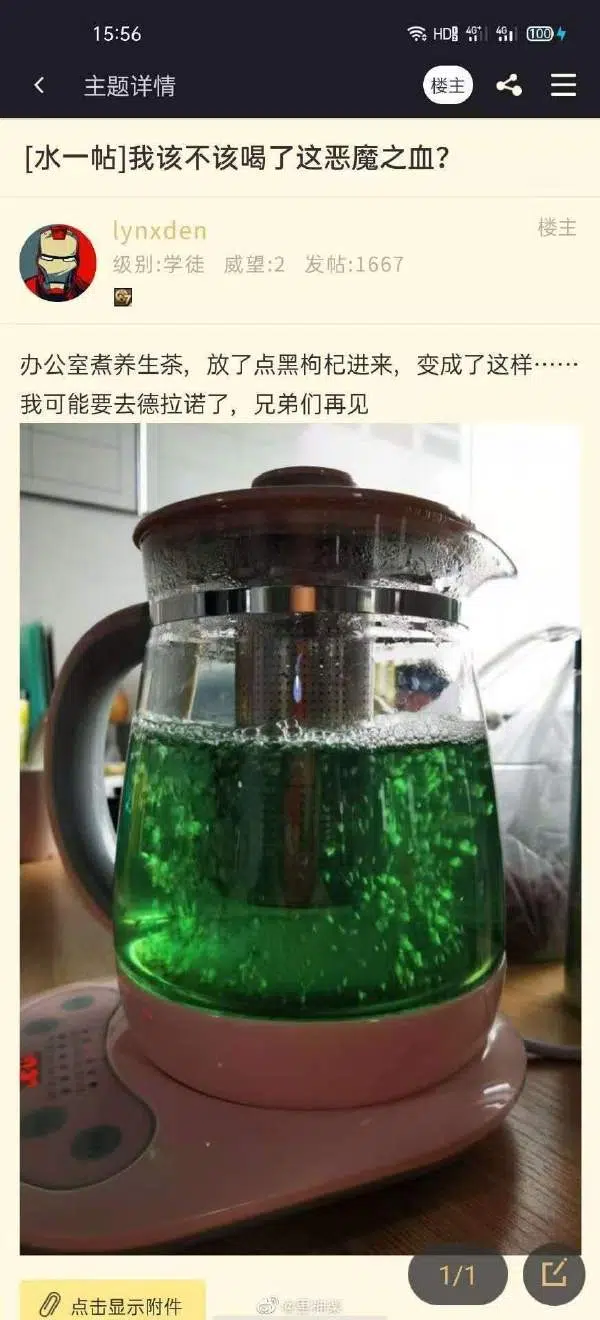 15:56
HD 4G+ 4G 100
主题详情
楼主
[水一帖]我该不该喝了这恶魔之血？
lynxden
楼主
级别:学徒 威望:2 发帖:1667
办公室煮养生茶，放了点黑枸杞进来，变成了这样……
我可能要去德拉诺了，兄弟们再见
1/1
点击显示附件